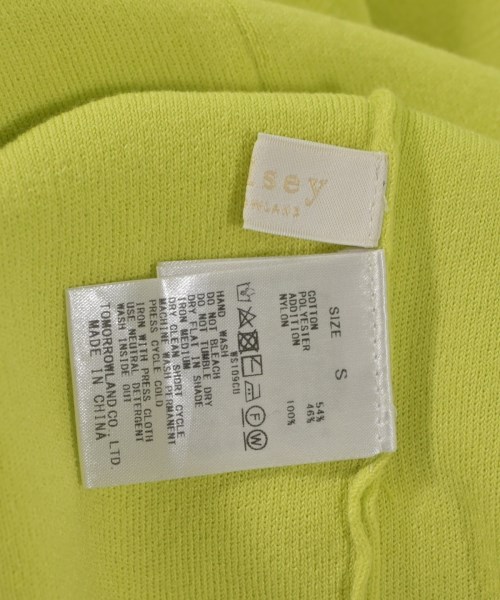 sey
SIZE S
COTTON 54%
POLYESTER 46%
ADDITION
NYLON 100%
WS109CU
HAND WASH
DO NOT BLEACH
DO NOT TUMBLE DRY
DRY FLAT IN SHADE
IRON MEDIUM
DRY CLEAN SHORT CYCLE
MACHINE WASH PERMANENT
PRESS CYCLE COLD
IRON WITH PRESS CLOTH
USE NEUTRAL DETERGENT
WASH INSIDE OUT
TOMORROWLAND CO., LTD.
MADE IN CHINA